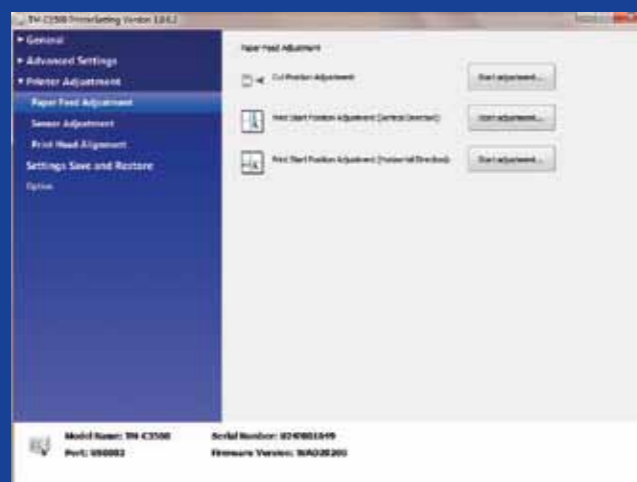 TM-C3500 PrinterSetting Version 1.0.6.2
General
Advanced Settings
Printer Adjustment
Paper Feed Adjustment
Sensor Adjustment
Print Head Alignment
Settings Save and Restore
Option
Paper Feed Adjustment
Cut Position Adjustment
Start adjustment...
Print Start Position Adjustment (Vertical Direction)
Start adjustment...
Print Start Position Adjustment (Horizontal Direction)
Start adjustment...
Model Name: TM-C3500
Serial Number:
Port:
Firmware Version: